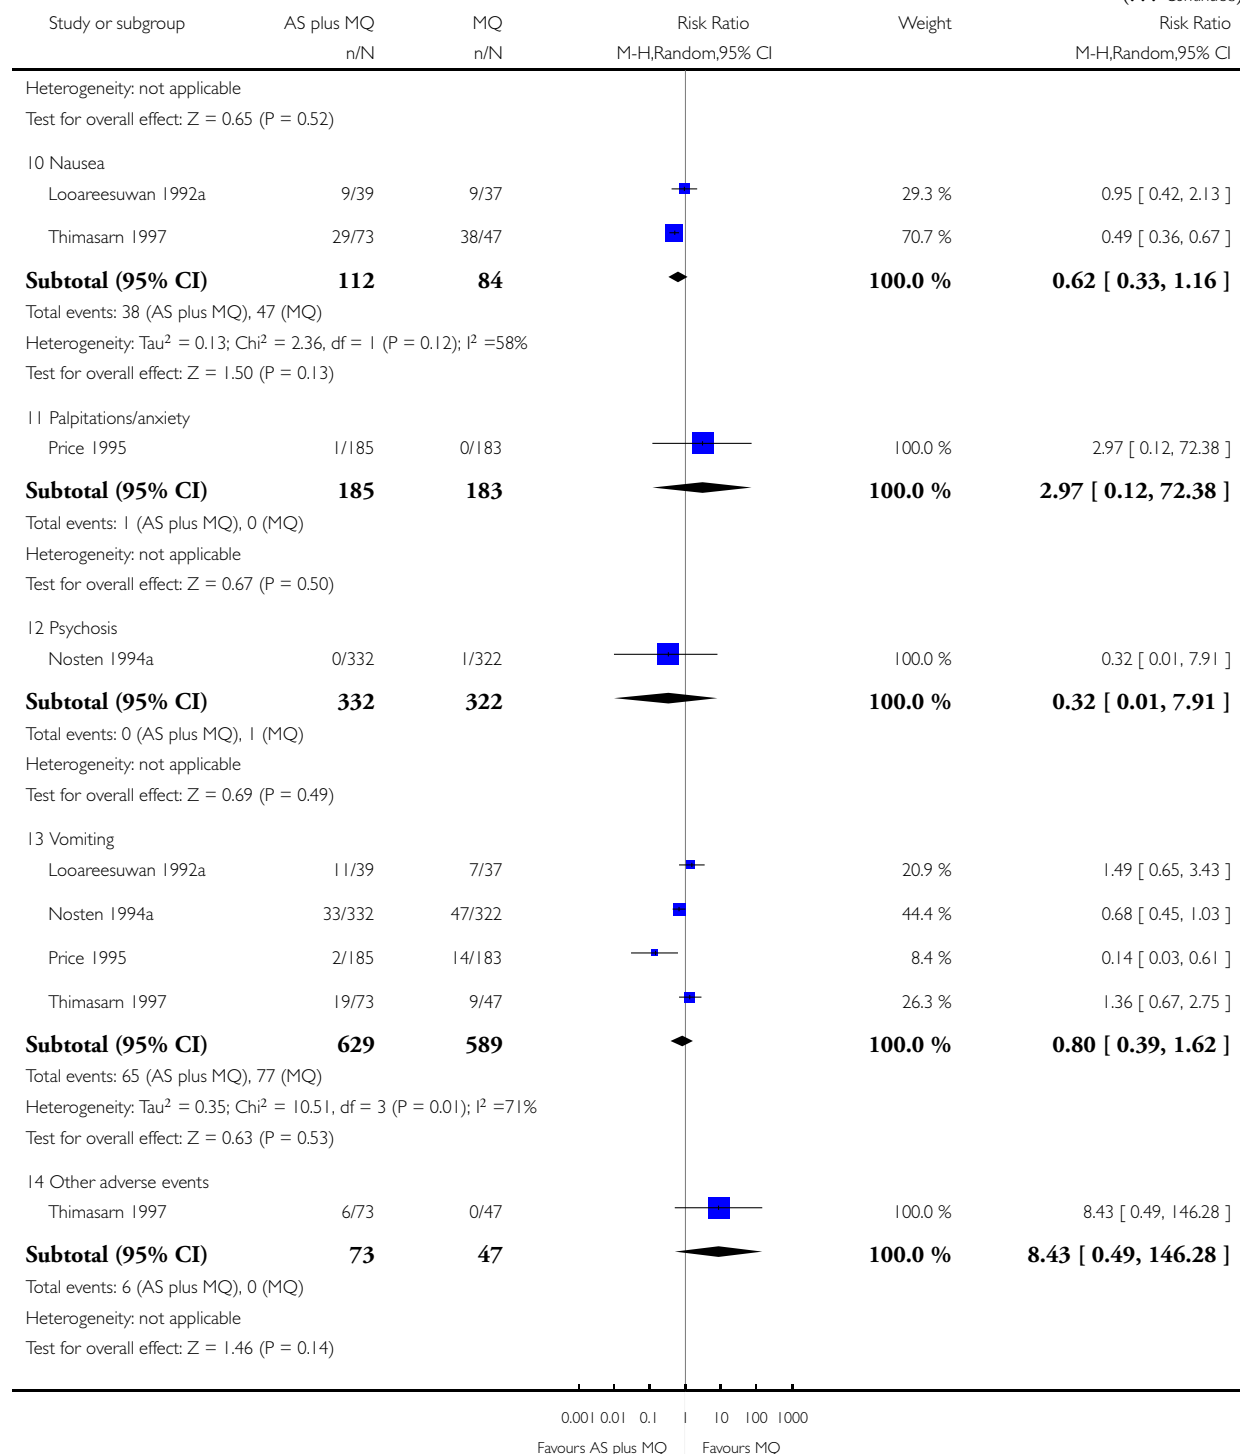 Continued)
Study or subgroup AS plus MQ MQ Risk Ratio Weight Risk Ratio
n/N n/N M-H,Random,95% CI M-H,Random,95% CI
Heterogeneity: not applicable
Test for overall effect: Z = 0.65 (P = 0.52)
10 Nausea
Looareesuwan 1992a 9/39 9/37 29.3 % 0.95 [ 0.42, 2.13 ]
Thimasarn 1997 29/73 38/47 70.7 % 0.49 [ 0.36, 0.67 ]
Subtotal (95% CI) 112 84 100.0 % 0.62 [ 0.33, 1.16 ]
Total events: 38 (AS plus MQ), 47 (MQ)
Heterogeneity: Tau² = 0.13; Chi² = 2.36, df = 1 (P = 0.12); I² =58%
Test for overall effect: Z = 1.50 (P = 0.13)
11 Palpitations/anxiety
Price 1995 1/185 0/183 100.0 % 2.97 [ 0.12, 72.38 ]
Subtotal (95% CI) 185 183 100.0 % 2.97 [ 0.12, 72.38 ]
Total events: 1 (AS plus MQ), 0 (MQ)
Heterogeneity: not applicable
Test for overall effect: Z = 0.67 (P = 0.50)
12 Psychosis
Nosten 1994a 0/332 1/322 100.0 % 0.32 [ 0.01, 7.91 ]
Subtotal (95% CI) 332 322 100.0 % 0.32 [ 0.01, 7.91 ]
Total events: 0 (AS plus MQ), 1 (MQ)
Heterogeneity: not applicable
Test for overall effect: Z = 0.69 (P = 0.49)
13 Vomiting
Looareesuwan 1992a 11/39 7/37 20.9 % 1.49 [ 0.65, 3.43 ]
Nosten 1994a 33/332 47/322 44.4 % 0.68 [ 0.45, 1.03 ]
Price 1995 2/185 14/183 8.4 % 0.14 [ 0.03, 0.61 ]
Thimasarn 1997 19/73 9/47 26.3 % 1.36 [ 0.67, 2.75 ]
Subtotal (95% CI) 629 589 100.0 % 0.80 [ 0.39, 1.62 ]
Total events: 65 (AS plus MQ), 77 (MQ)
Heterogeneity: Tau² = 0.35; Chi² = 10.51, df = 3 (P = 0.01); I² =71%
Test for overall effect: Z = 0.63 (P = 0.53)
14 Other adverse events
Thimasarn 1997 6/73 0/47 100.0 % 8.43 [ 0.49, 146.28 ]
Subtotal (95% CI) 73 47 100.0 % 8.43 [ 0.49, 146.28 ]
Total events: 6 (AS plus MQ), 0 (MQ)
Heterogeneity: not applicable
Test for overall effect: Z = 1.46 (P = 0.14)
0.001 0.01 0.1 1 10 100 1000
Favours AS plus MQ Favours MQ